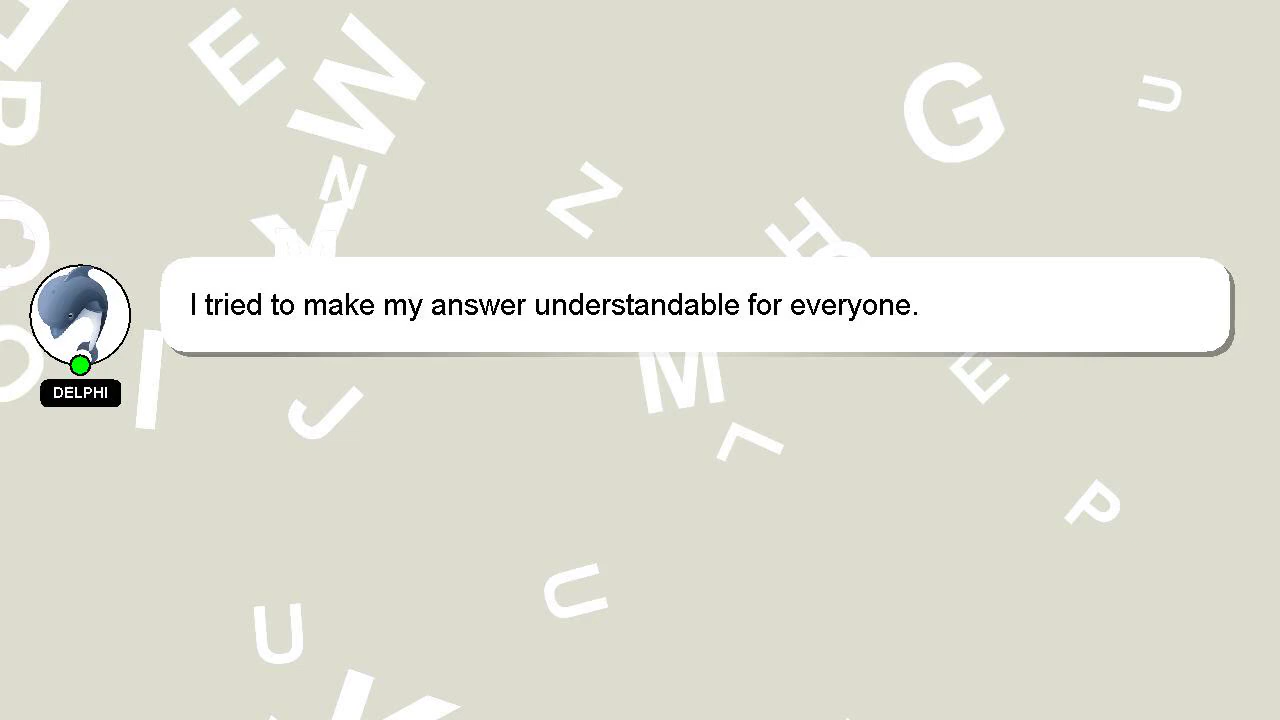 I tried to make my answer understandable for everyone.
DELPHI
E
W
G
U
N
Z
H
M
I
J
E
L
P
U
U
K